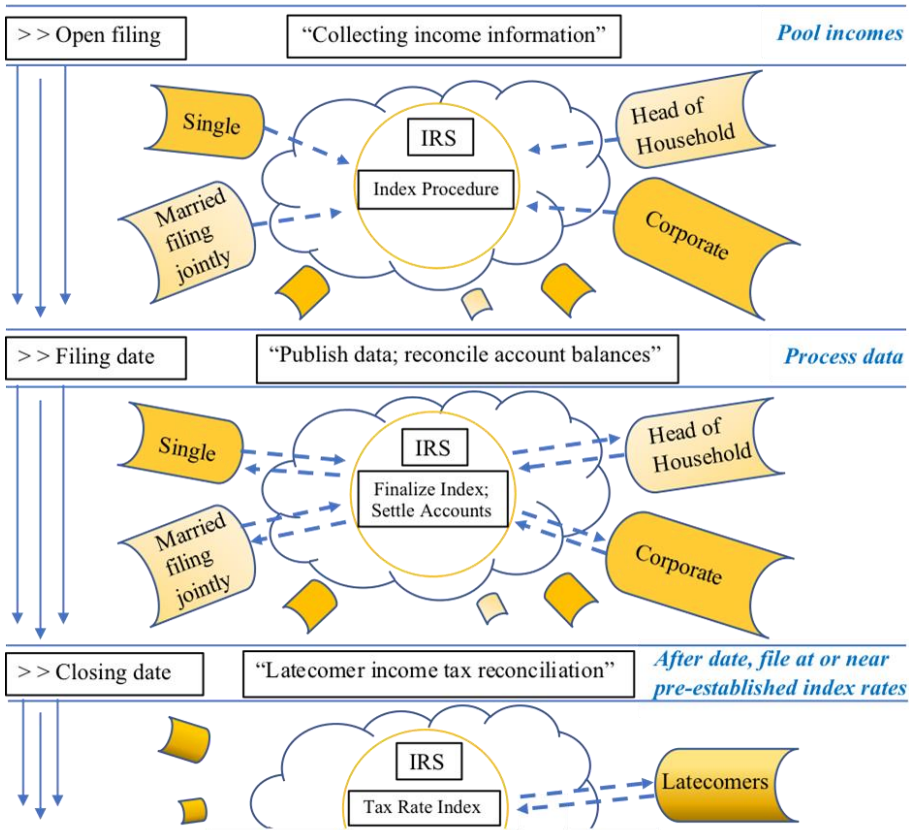 > > Open filing
“Collecting income information”
Pool incomes
Single
Head of
Household
IRS
Index Procedure
Married
filing
jointly
Corporate
> > Filing date
“Publish data; reconcile account balances”
Process data
Single
Head of
Household
IRS
Finalize Index;
Settle Accounts
Married
filing
jointly
Corporate
> > Closing date
“Latecomer income tax reconciliation”
After date, file at or near
pre-established index rates
IRS
Tax Rate Index
Latecomers